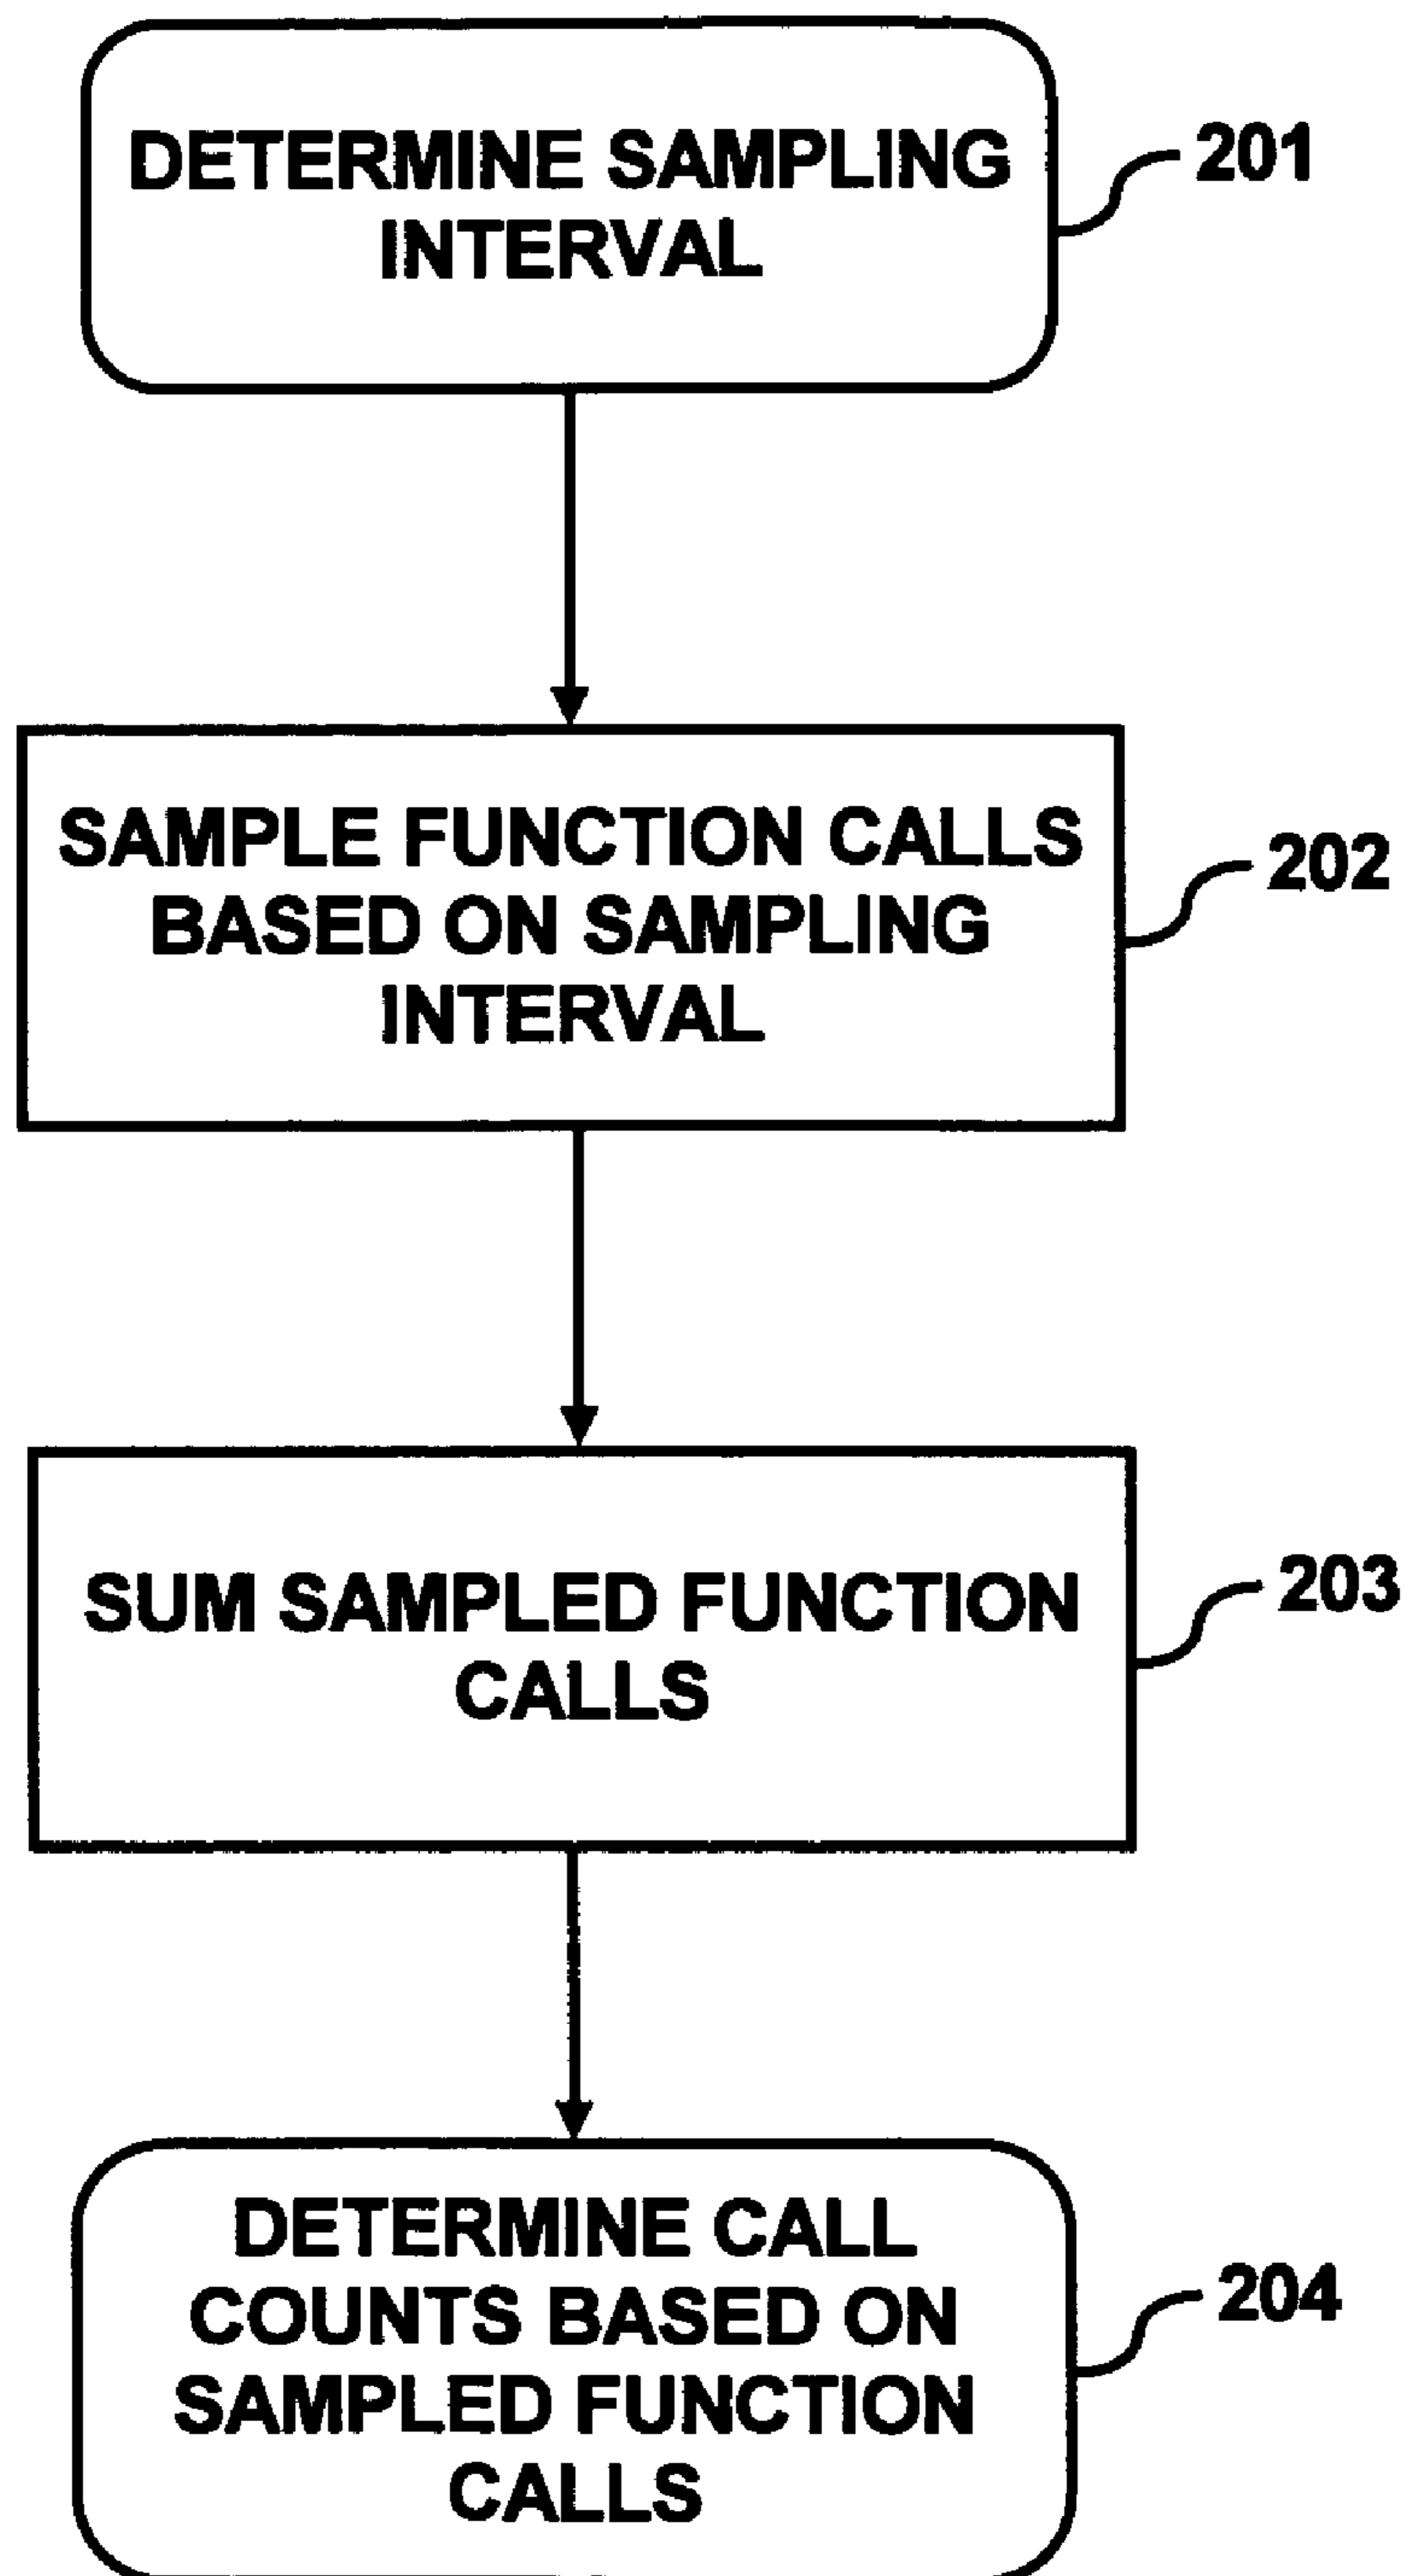 DETERMINE SAMPLING
INTERVAL
201
SAMPLE FUNCTION CALLS
BASED ON SAMPLING
INTERVAL
202
SUM SAMPLED FUNCTION
CALLS
203
DETERMINE CALL
COUNTS BASED ON
SAMPLED FUNCTION
CALLS
204